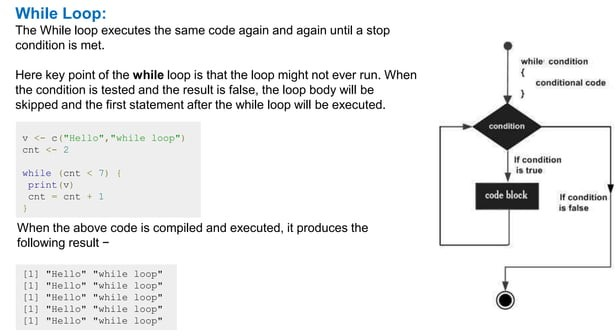 While Loop:
The While loop executes the same code again and again until a stop
condition is met.
Here key point of the while loop is that the loop might not ever run. When
the condition is tested and the result is false, the loop body will be
skipped and the first statement after the while loop will be executed.
v <- c("Hello","while loop")
cnt <- 2
while (cnt < 7) {
print(v)
cnt = cnt + 1
}
When the above code is compiled and executed, it produces the
following result −
[1] "Hello" "while loop"
[1] "Hello" "while loop"
[1] "Hello" "while loop"
[1] "Hello" "while loop"
[1] "Hello" "while loop"
while condition
{
conditional code
}
condition
If condition
is true
code block
If condition
is false